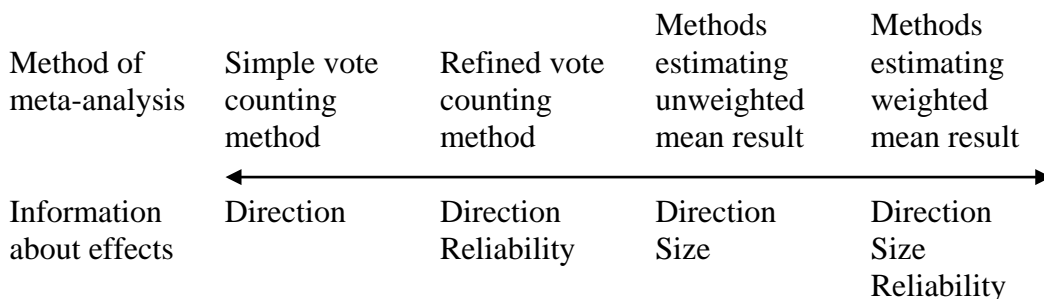 Method of meta-analysis
Simple vote counting method
Refined vote counting method
Methods estimating unweighted mean result
Methods estimating weighted mean result
Information about effects
Direction
Direction Reliability
Direction Size
Direction Size Reliability